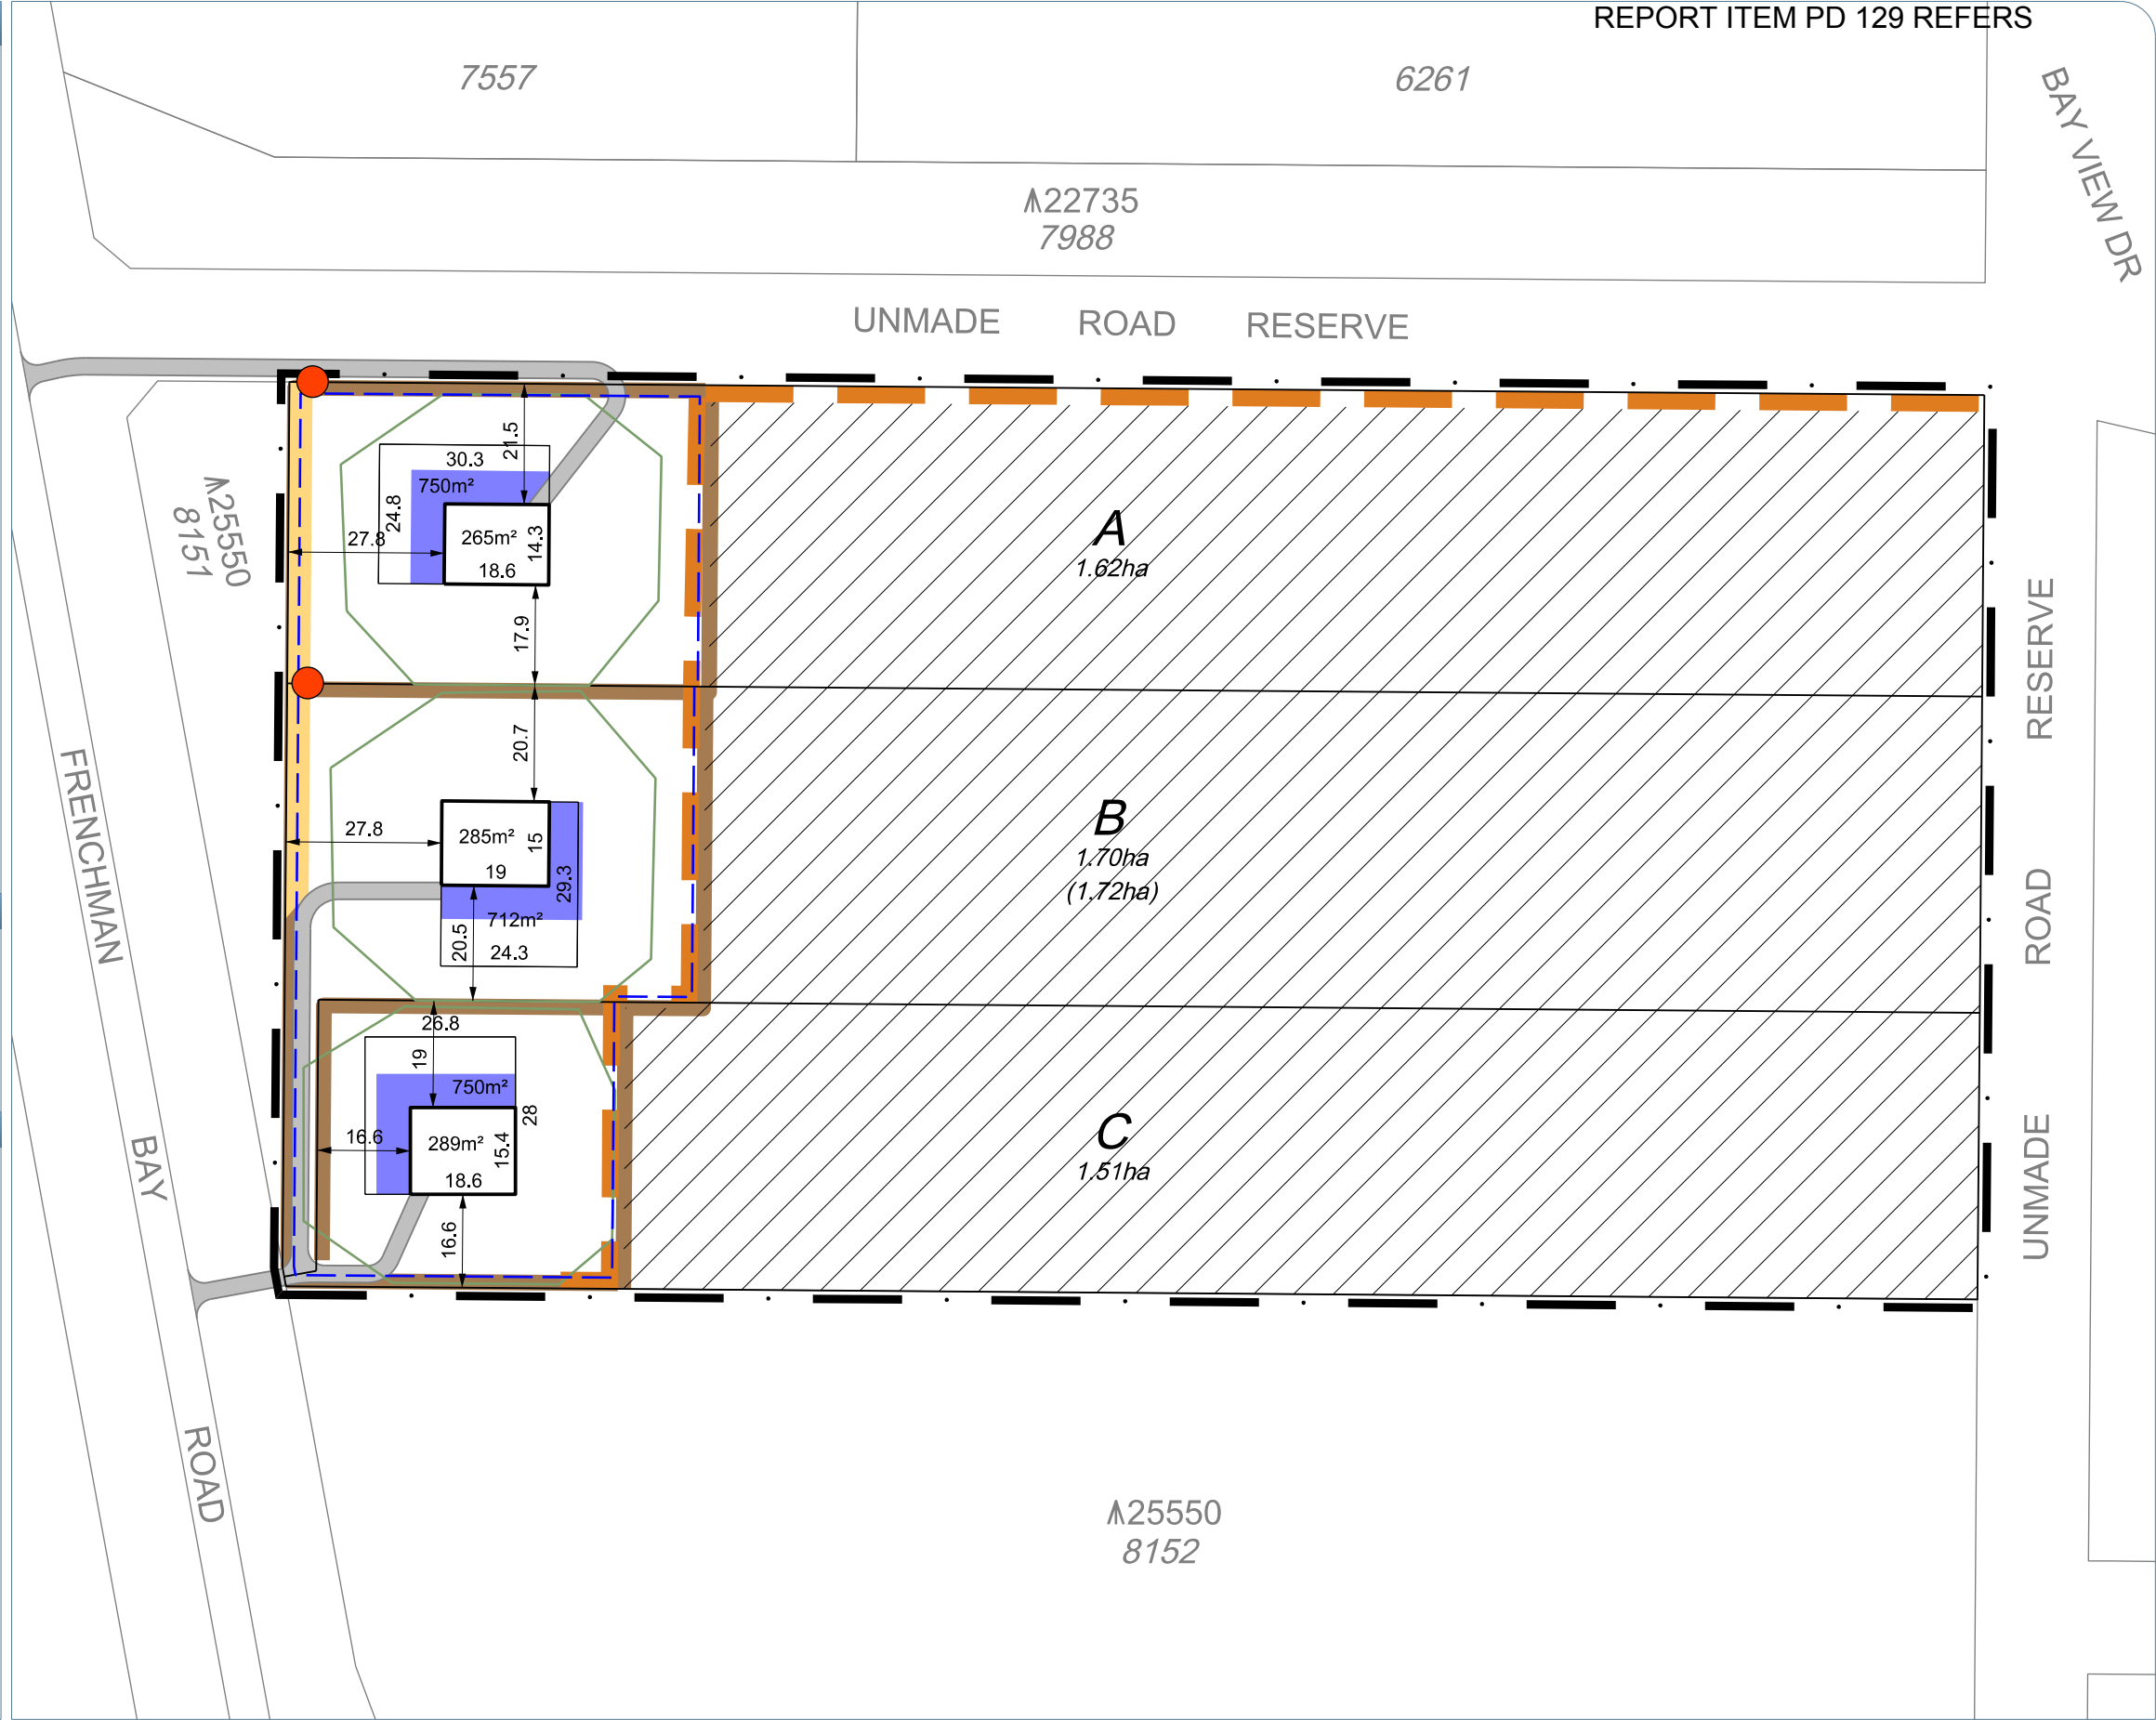 REPORT ITEM PD 129 REFERS
7557
6261
BAY VIEW DR
22735
7988
UNMADE ROAD RESERVE
25550
8151
21.5
30.3
750m²
24.8
27.8
265m²
14.3
18.6
17.9
A
1.62ha
20.7
27.8
285m²
15
19
29.3
712m²
20.5
24.3
B
1.70ha
(1.72ha)
26.8
19
750m²
28
16.6
289m²
15.4
18.6
16.6
C
1.51ha
FRENCHMAN BAY ROAD
UNMADE ROAD RESERVE
25550
8152